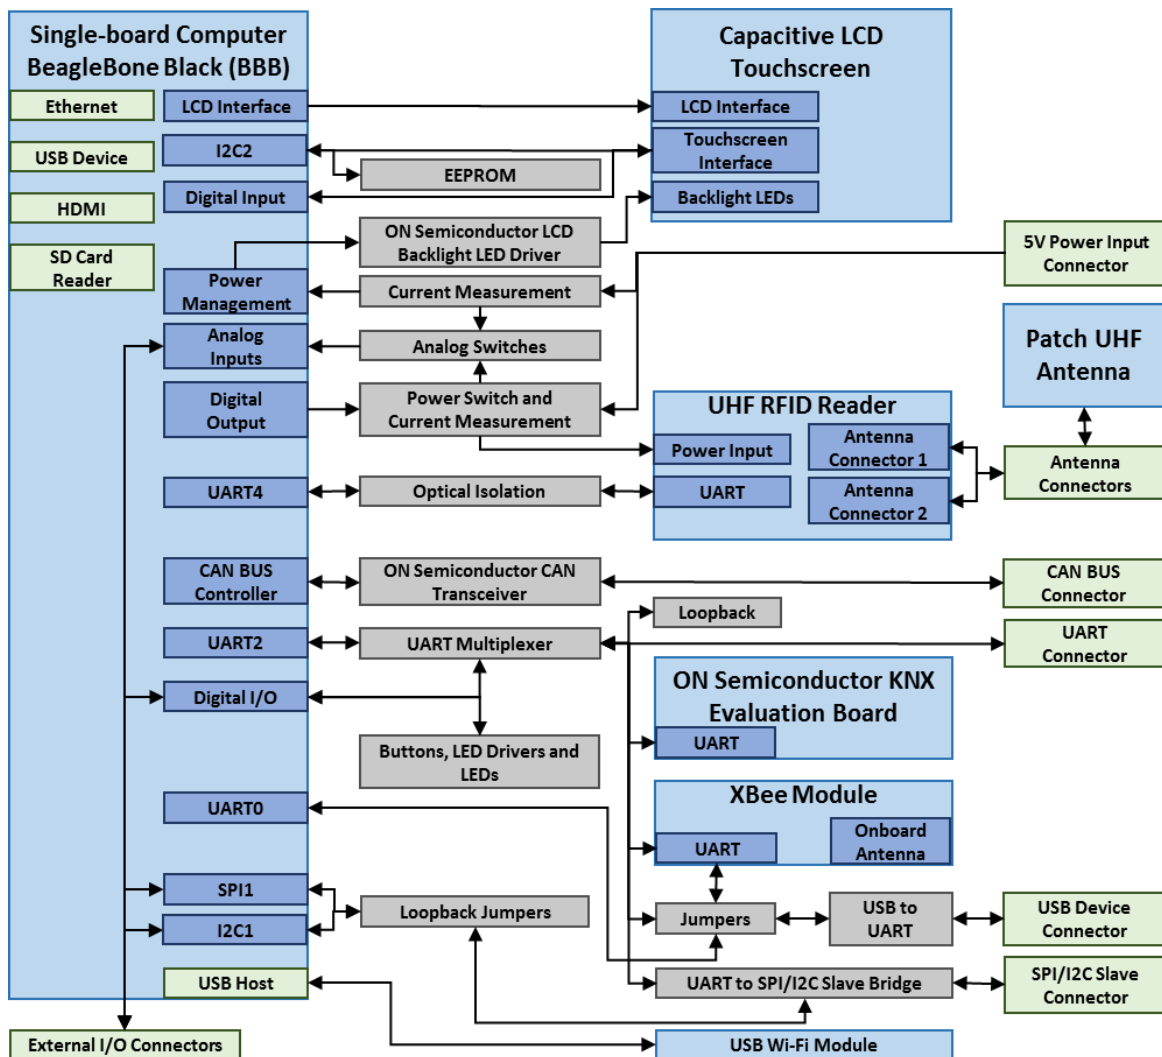 Single-board Computer
BeagleBone Black (BBB)
Ethernet
USB Device
HDMI
SD Card
Reader
LCD Interface
I2C2
Digital Input
Power
Management
Analog
Inputs
Digital
Output
UART4
CAN BUS
Controller
UART2
Digital I/O
UART0
SPI1
I2C1
USB Host
External I/O Connectors
EEPROM
ON Semiconductor LCD
Backlight LED Driver
Current Measurement
Analog Switches
Power Switch and
Current Measurement
Optical Isolation
ON Semiconductor CAN
Transceiver
UART Multiplexer
Buttons, LED Drivers and
LEDs
Loopback Jumpers
Capacitive LCD
Touchscreen
LCD Interface
Touchscreen
Interface
Backlight LEDs
UHF RFID Reader
Power Input
UART
Antenna
Connector 1
Antenna
Connector 2
Loopback
ON Semiconductor KNX
Evaluation Board
UART
XBee Module
UART
Onboard
Antenna
Jumpers
USB to
UART
UART to SPI/I2C Slave Bridge
USB Wi-Fi Module
5V Power Input
Connector
Patch UHF
Antenna
Antenna
Connectors
CAN BUS
Connector
UART
Connector
USB Device
Connector
SPI/I2C Slave
Connector